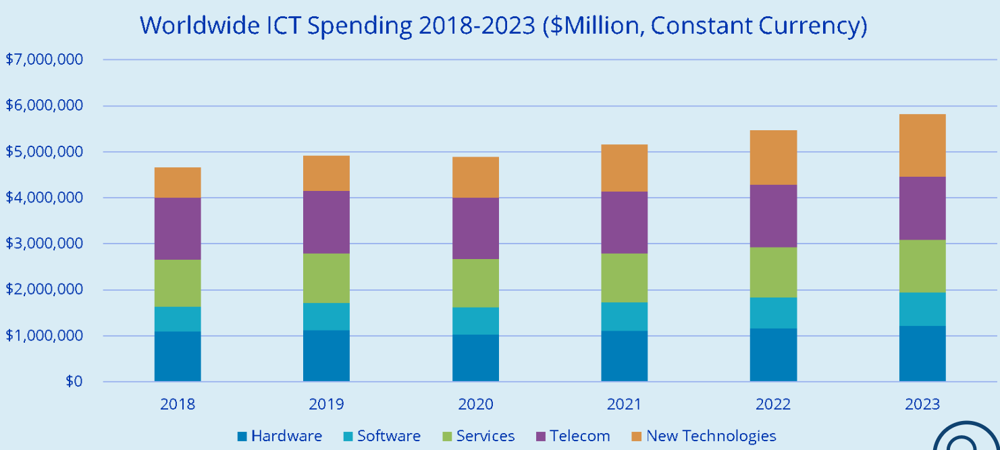 Worldwide ICT Spending 2018-2023 ($Million, Constant Currency)
$7,000,000
$6,000,000
$5,000,000
$4,000,000
$3,000,000
$2,000,000
$1,000,000
$0
2018 2019 2020 2021 2022 2023
Hardware Software Services Telecom New Technologies